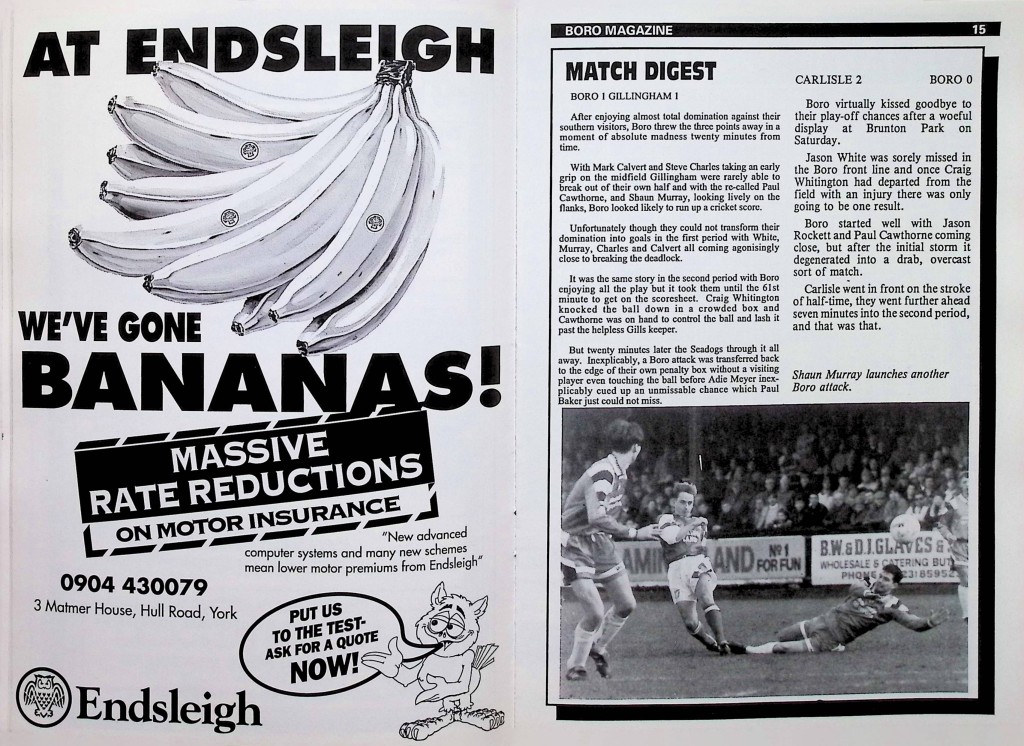 AT ENDSLEIGH
WE'VE GONE
BANANAS!
MASSIVE
RATE REDUCTIONS
ON MOTOR INSURANCE
"New advanced
computer systems and many new schemes
mean lower motor premiums from Endsleigh"
0904 430079
3 Matmer House, Hull Road, York
PUT US
TO THE TEST-
ASK FOR A QUOTE
NOW!
Endsleigh
BORO MAGAZINE 15
MATCH DIGEST
BORO 1 GILLINGHAM 1
After enjoying almost total domination against their
southern visitors, Boro threw the three points away in a
moment of absolute madness twenty minutes from
time.
With Mark Calvert and Steve Charles taking an early
grip on the midfield Gillingham were rarely able to
break out of their own half and with the re-called Paul
Cawthorne, and Shaun Murray, looking lively on the
flanks, Boro looked likely to run up a cricket score.
Unfortunately though they could not transform their
domination into goals in the first period with White,
Murray, Charles and Calvert all coming agonisingly
close to breaking the deadlock.
It was the same story in the second period with Boro
enjoying all the play but it took them until the 61st
minute to get on the scoresheet. Craig Whitington
knocked the ball down in a crowded box and
Cawthorne was on hand to control the ball and lash it
past the helpless Gills keeper.
But twenty minutes later the Seadogs through it all
away. Inexplicably, a Boro attack was transferred back
to the edge of their own penalty box without a visiting
player even touching the ball before Adie Meyer inex-
plicably cued up an unmissable chance which Paul
Baker just could not miss.
CARLISLE 2 BORO 0
Boro virtually kissed goodbye to
their play-off chances after a woeful
display at Brunton Park on
Saturday.
Jason White was sorely missed in
the Boro front line and once Craig
Whitington had departed from the
field with an injury there was only
going to be one result.
Boro started well with Jason
Rockett and Paul Cawthorne coming
close, but after the initial storm it
degenerated into a drab, overcast
sort of match.
Carlisle went in front on the stroke
of half-time, they went further ahead
seven minutes into the second period,
and that was that.
Shaun Murray launches another
Boro attack.
LAND Nº1
FOR FUN
B.W. & D.J. GLAVES &
WHOLESALE & CATERING BUT
PHONE